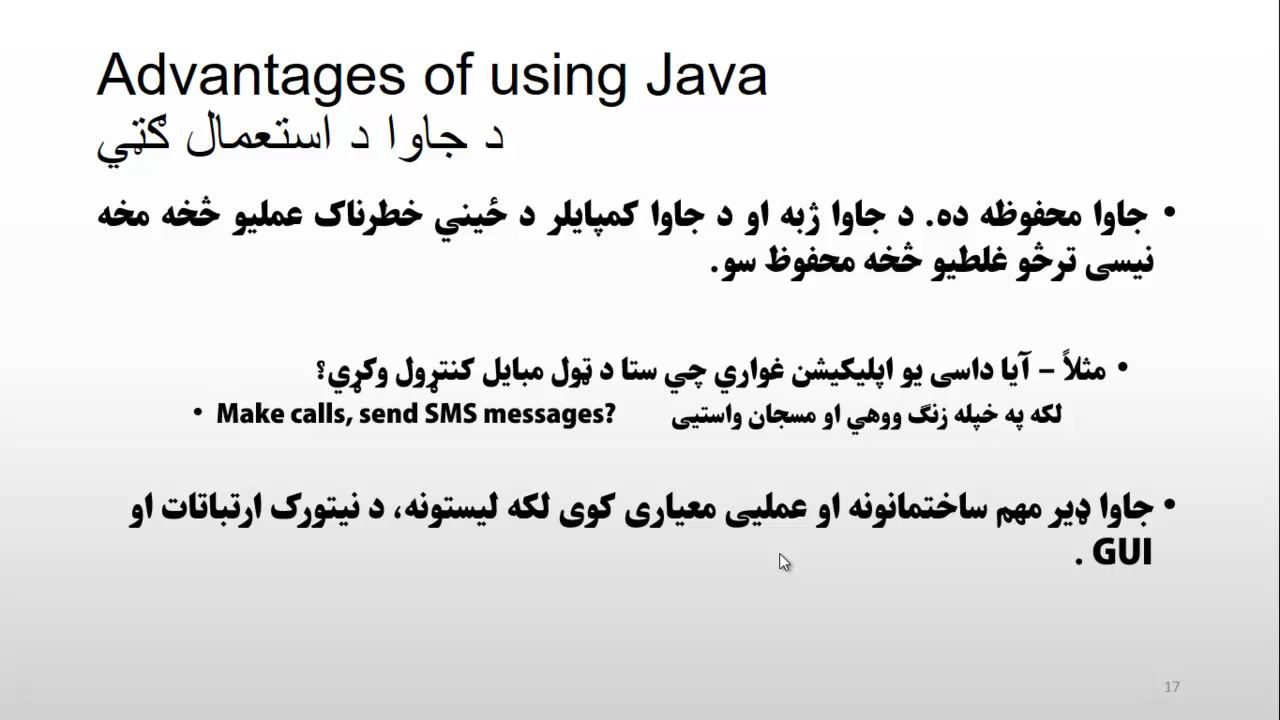 Advantages of using Java
د جاوا د استعمال ګټي
• جاوا محفوظه ده. د جاوا ژبه او د جاوا کمپایلر د ځیني خطرناک عملیو څخه مخه
نیسی ترڅو غلطیو څخه محفوظ سو.
• مثلاً – آیا داسی یو اپلیکیشن غواري چي ستا د ټول مبایل کنټرول وکړي؟
• Make calls, send SMS messages? لکه په خپله زنګ ووهي او مسجان واستیی
• جاوا ډیر مهم ساختمانونه او عملیی معیاری کوی لکه لیستونه، د نیتورک ارتباتات او
GUI .
17